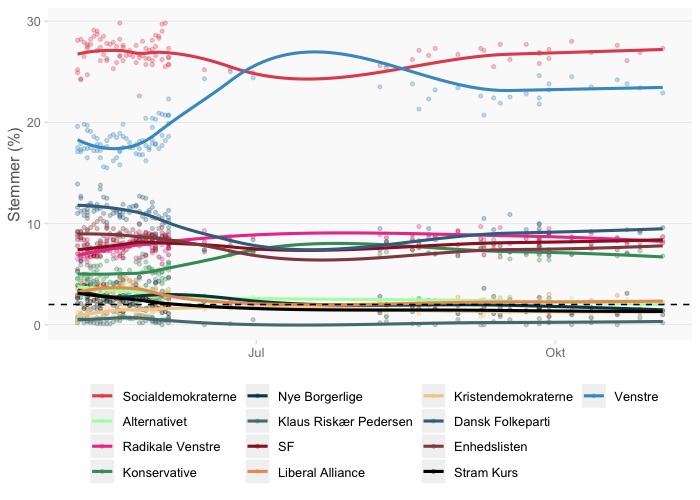 30
20
10
0
Stemmer (%)
Jul
Okt
Socialdemokraterne
Nye Borgerlige
Kristendemokraterne
Venstre
Alternativet
Klaus Riskær Pedersen
Dansk Folkeparti
Radikale Venstre
SF
Enhedslisten
Konservative
Liberal Alliance
Stram Kurs